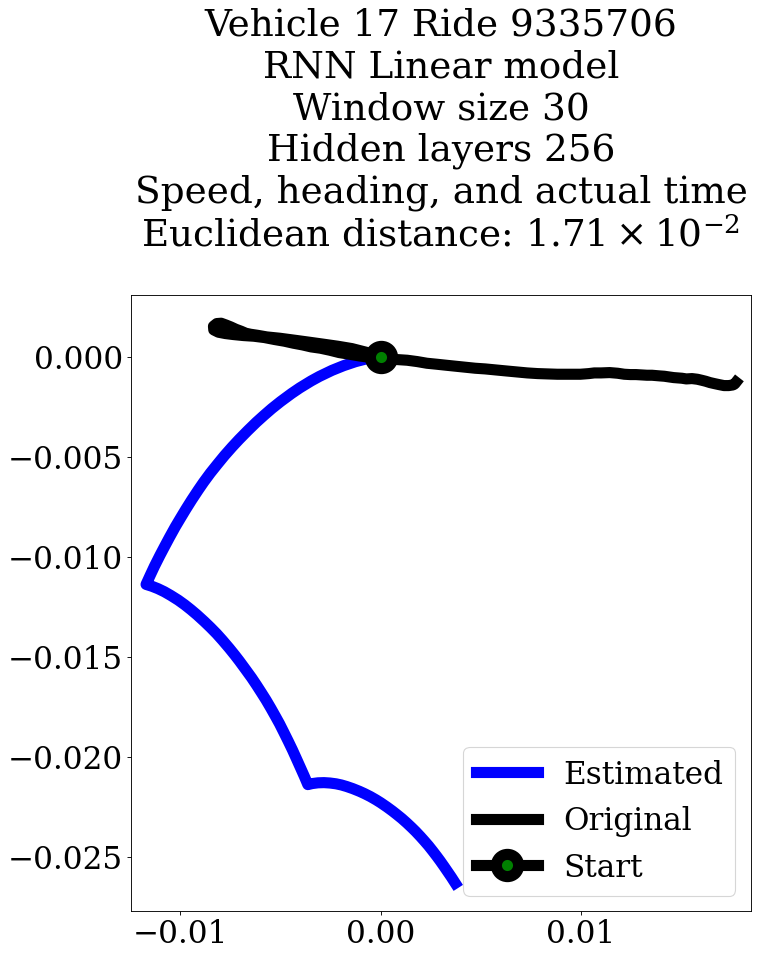 Vehicle 17 Ride 9335706
RNN Linear model
Window size 30
Hidden layers 256
Speed, heading, and actual time
Euclidean distance: 1.71 × 10⁻²
0.000
−0.005
−0.010
−0.015
−0.020
−0.025
−0.01
0.00
0.01
Estimated
Original
Start